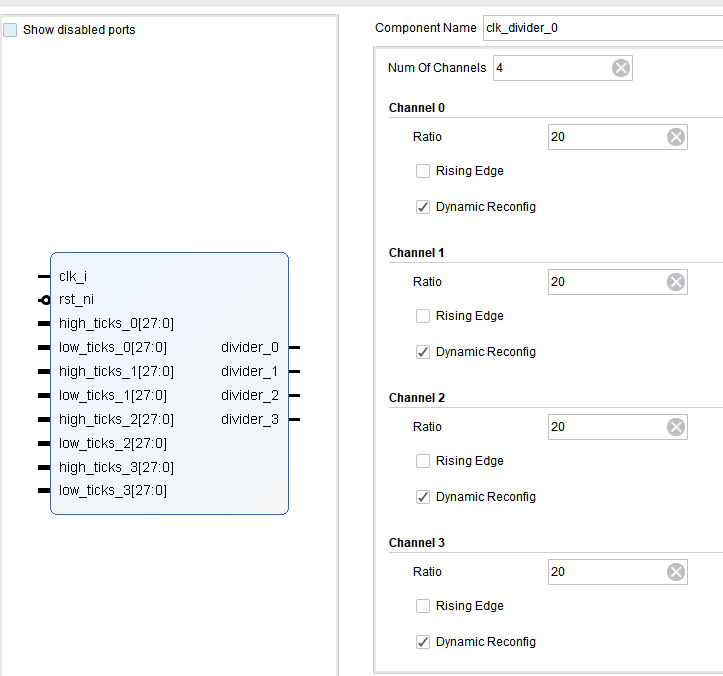 Show disabled ports
clk_i
rst_ni
high_ticks_0[27:0]
low_ticks_0[27:0]
high_ticks_1[27:0]
low_ticks_1[27:0]
high_ticks_2[27:0]
low_ticks_2[27:0]
high_ticks_3[27:0]
low_ticks_3[27:0]
divider_0
divider_1
divider_2
divider_3
Component Name clk_divider_0
Num Of Channels 4
Channel 0
Ratio 20
Rising Edge
Dynamic Reconfig
Channel 1
Ratio 20
Rising Edge
Dynamic Reconfig
Channel 2
Ratio 20
Rising Edge
Dynamic Reconfig
Channel 3
Ratio 20
Rising Edge
Dynamic Reconfig